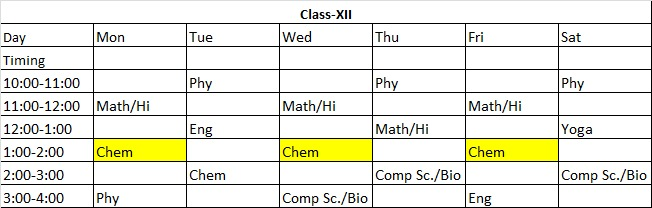 Class-XII
Day Mon Tue Wed Thu Fri Sat
Timing
10:00-11:00 Phy Phy Phy
11:00-12:00 Math/Hi Math/Hi Math/Hi
12:00-1:00 Eng Math/Hi Yoga
1:00-2:00 Chem Chem Chem
2:00-3:00 Chem Comp Sc./Bio Comp Sc./Bio
3:00-4:00 Phy Comp Sc./Bio Eng